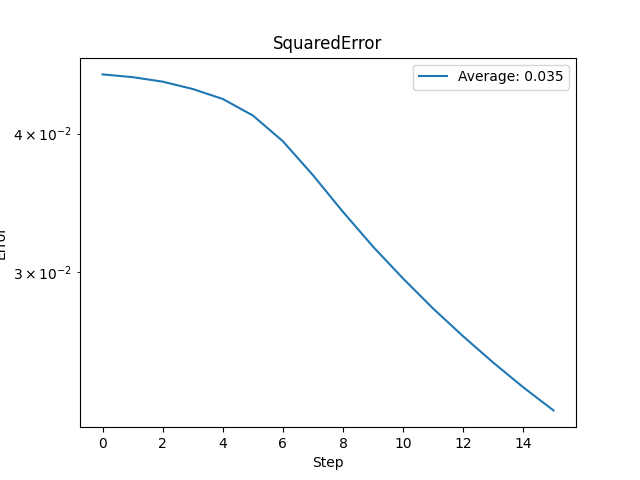 SquaredError
Average: 0.035
4 × 10⁻²
3 × 10⁻²
Error
0 2 4 6 8 10 12 14
Step